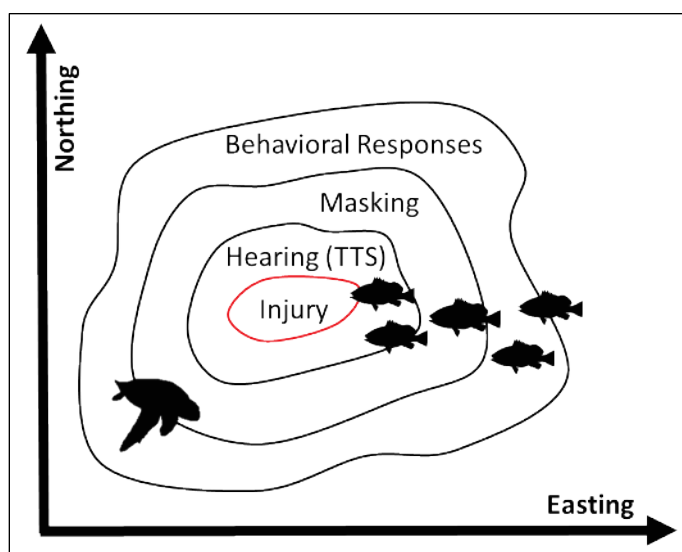 Northing
Behavioral Responses
Masking
Hearing (TTS)
Injury
Easting